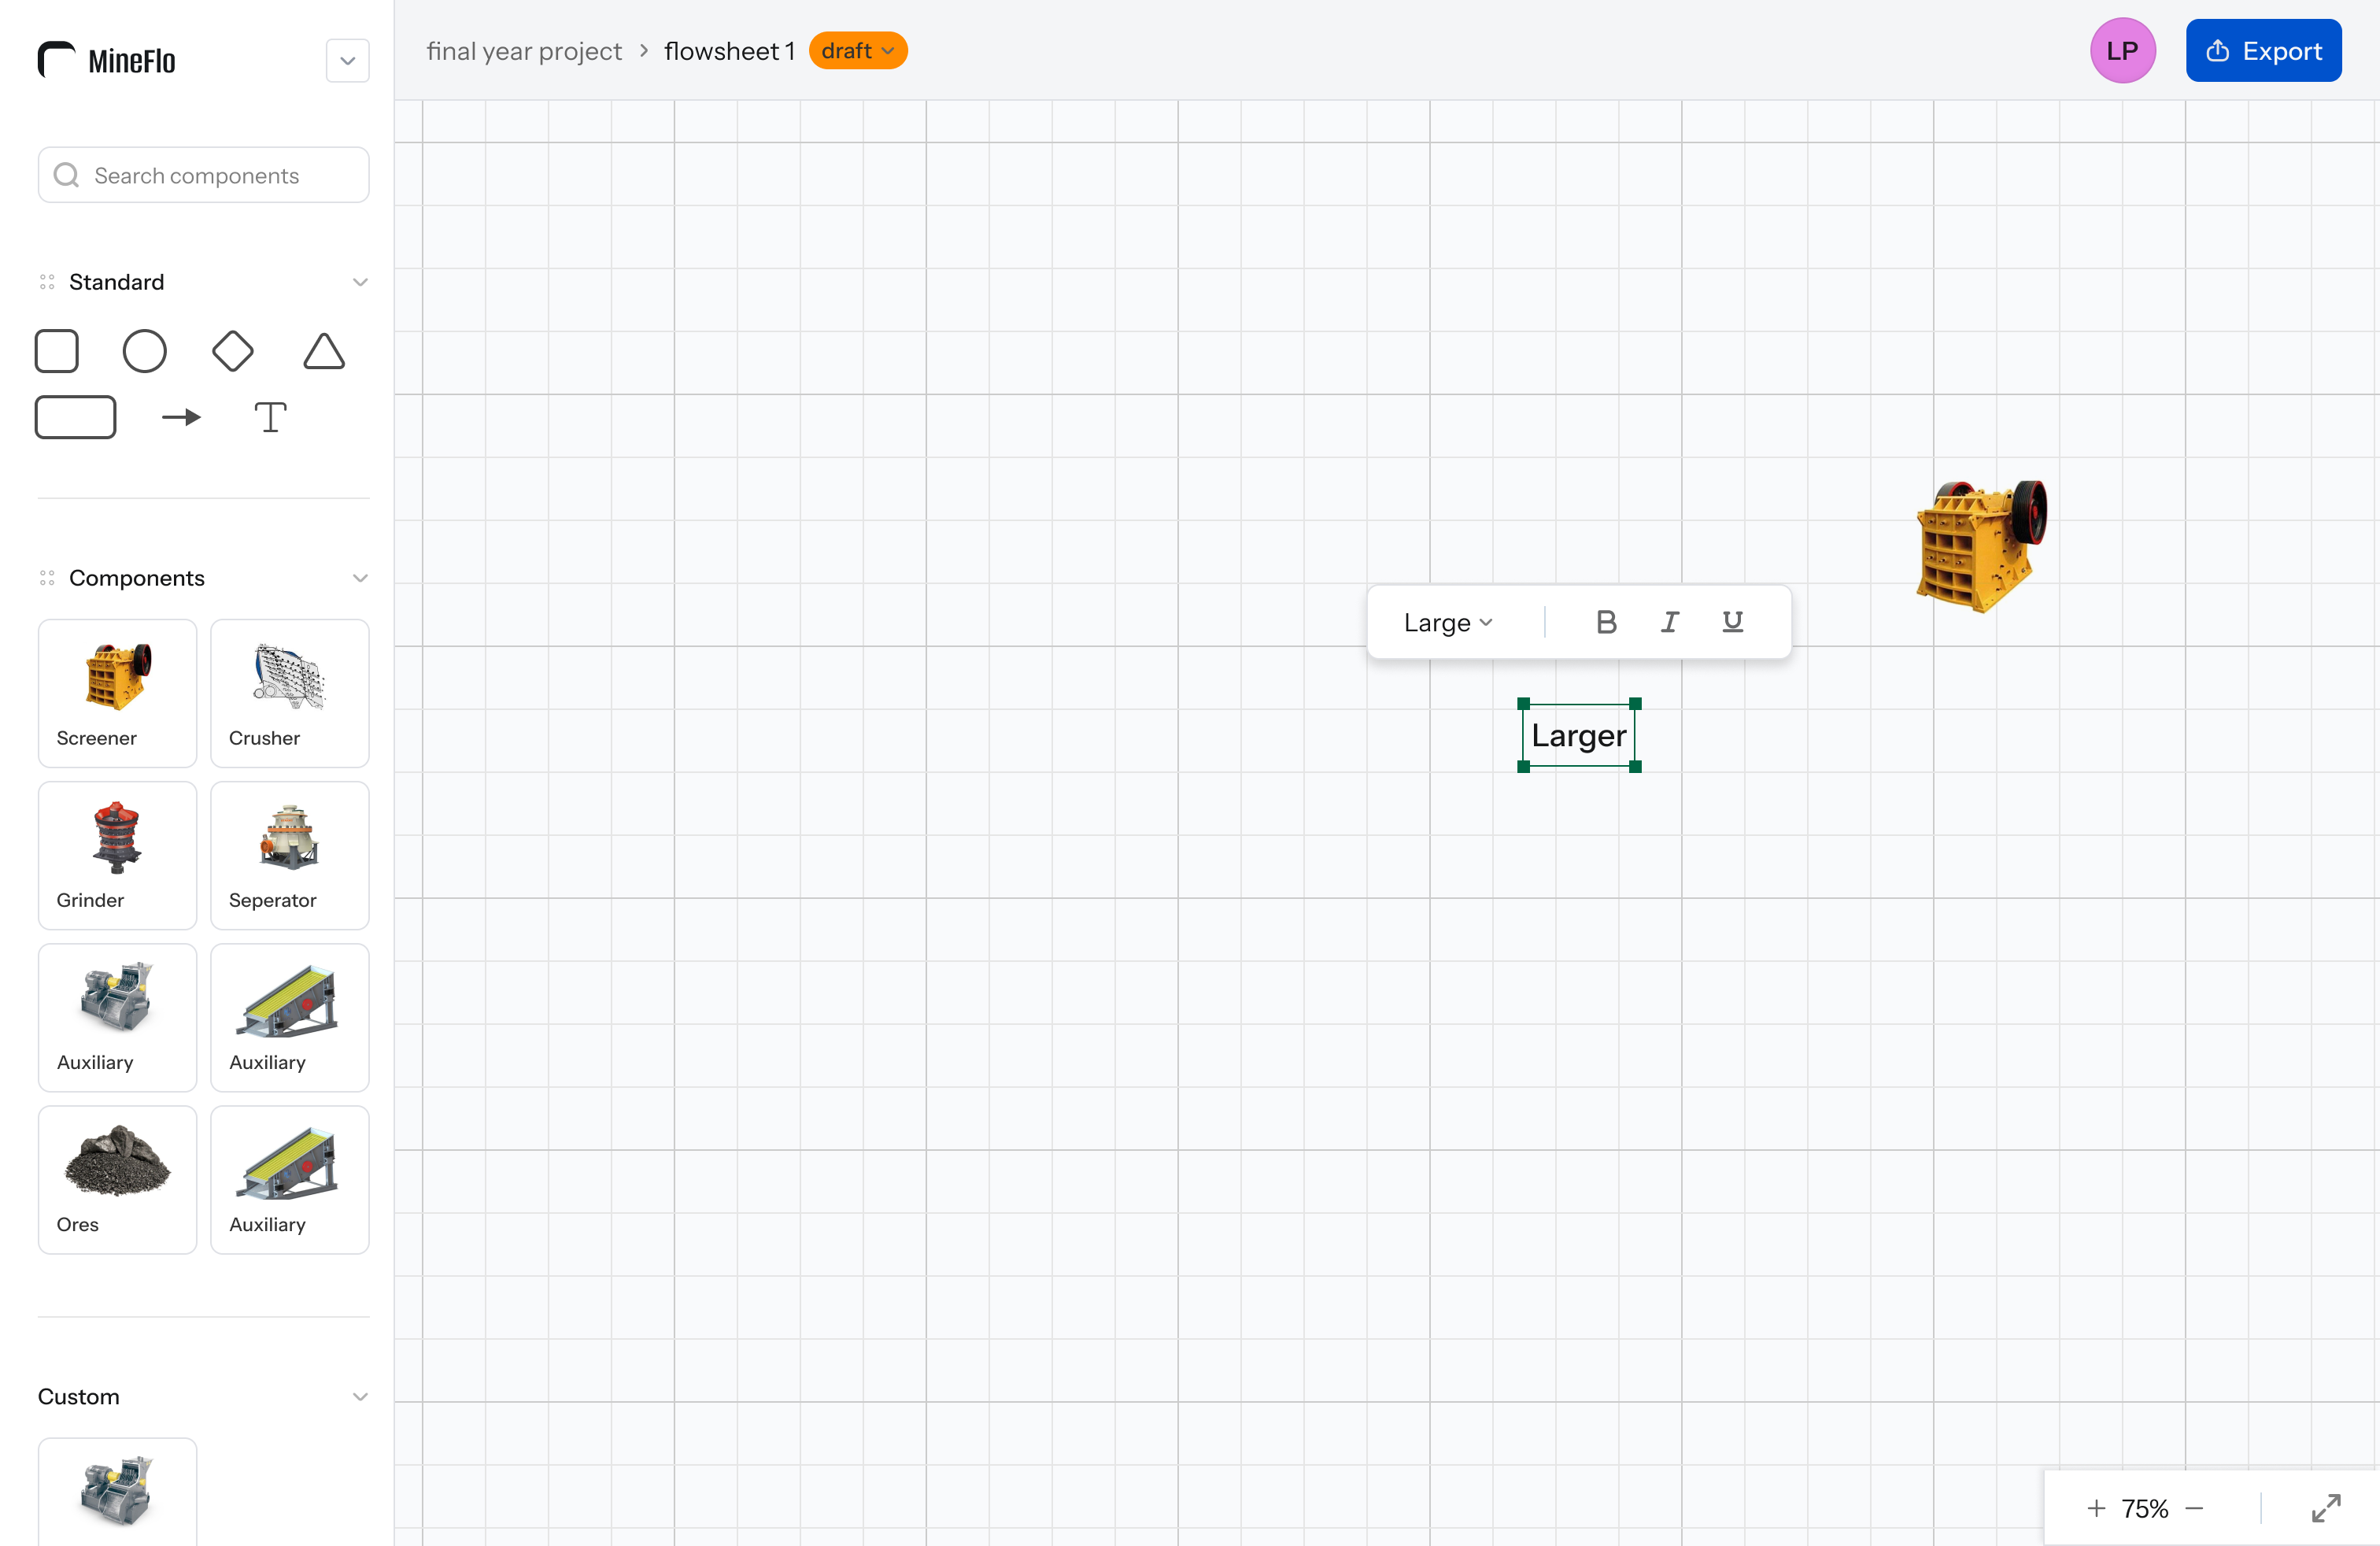 MineFlo
final year project > flowsheet 1 draft
LP
Export
Search components
Standard
T
Components
Screener
Crusher
Grinder
Seperator
Auxiliary
Auxiliary
Ores
Auxiliary
Custom
Large
B I U
Larger
+ 75% −